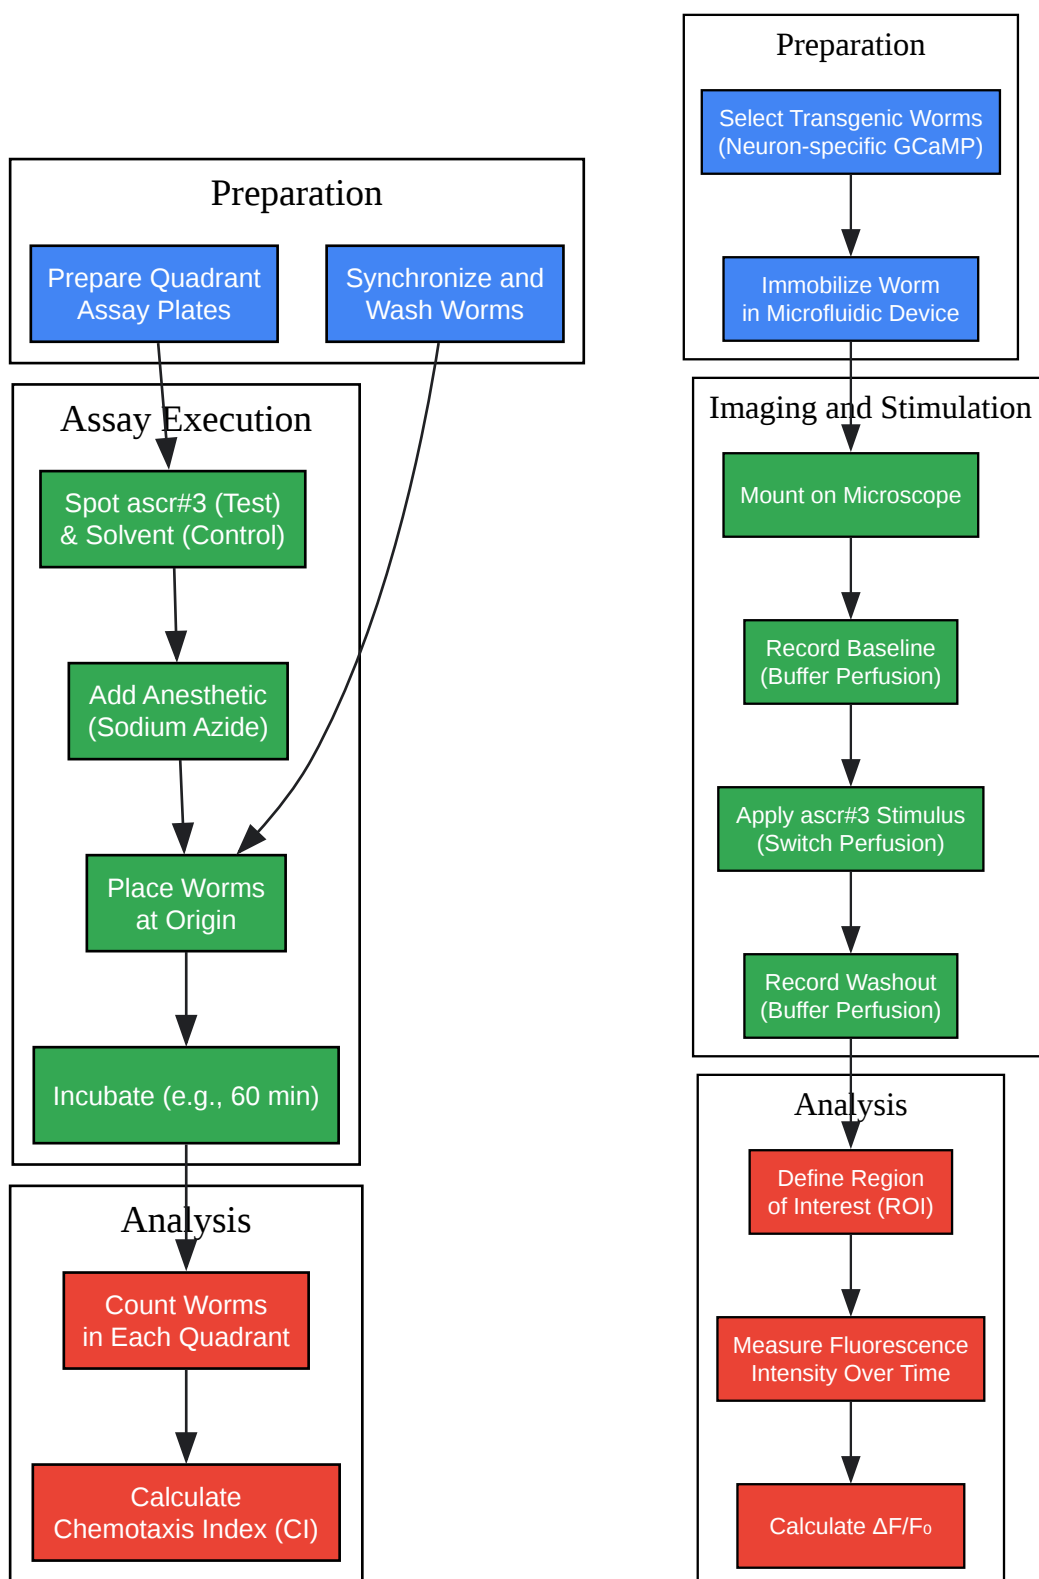 Preparation
Prepare Quadrant
Assay Plates
Synchronize and
Wash Worms
Assay Execution
Spot ascr#3 (Test)
& Solvent (Control)
Add Anesthetic
(Sodium Azide)
Place Worms
at Origin
Incubate (e.g., 60 min)
Analysis
Count Worms
in Each Quadrant
Calculate
Chemotaxis Index (CI)
Preparation
Select Transgenic Worms
(Neuron-specific GCaMP)
Immobilize Worm
in Microfluidic Device
Imaging and Stimulation
Mount on Microscope
Record Baseline
(Buffer Perfusion)
Apply ascr#3 Stimulus
(Switch Perfusion)
Record Washout
(Buffer Perfusion)
Analysis
Define Region
of Interest (ROI)
Measure Fluorescence
Intensity Over Time
Calculate ΔF/F₀